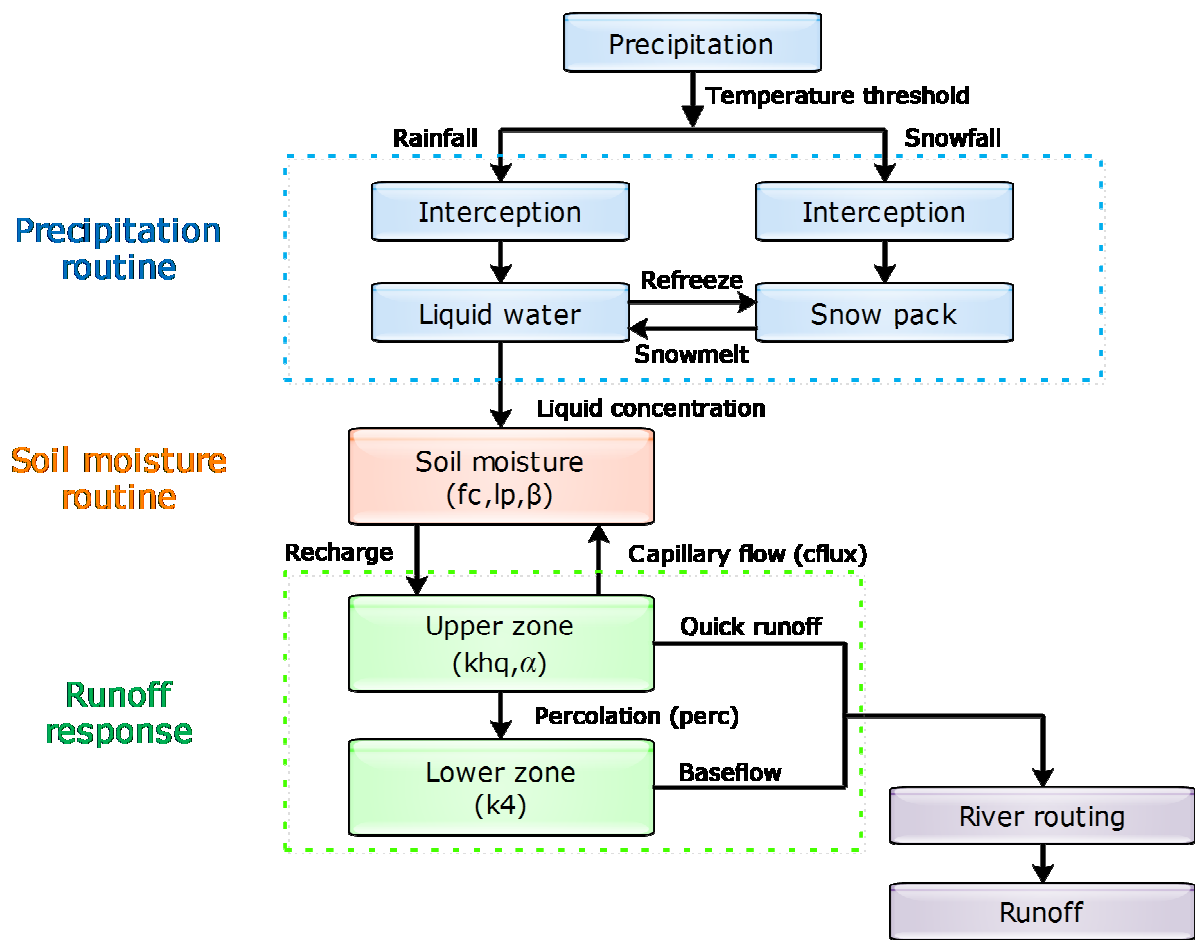 Precipitation
Temperature threshold
Rainfall
Snowfall
Precipitation
routine
Interception
Interception
Refreeze
Liquid water
Snow pack
Snowmelt
Liquid concentration
Soil moisture
routine
Soil moisture
(fc,lp,β)
Recharge
Capillary flow (cflux)
Upper zone
(khq,α)
Quick runoff
Runoff
response
Percolation (perc)
Lower zone
(k4)
Baseflow
River routing
Runoff